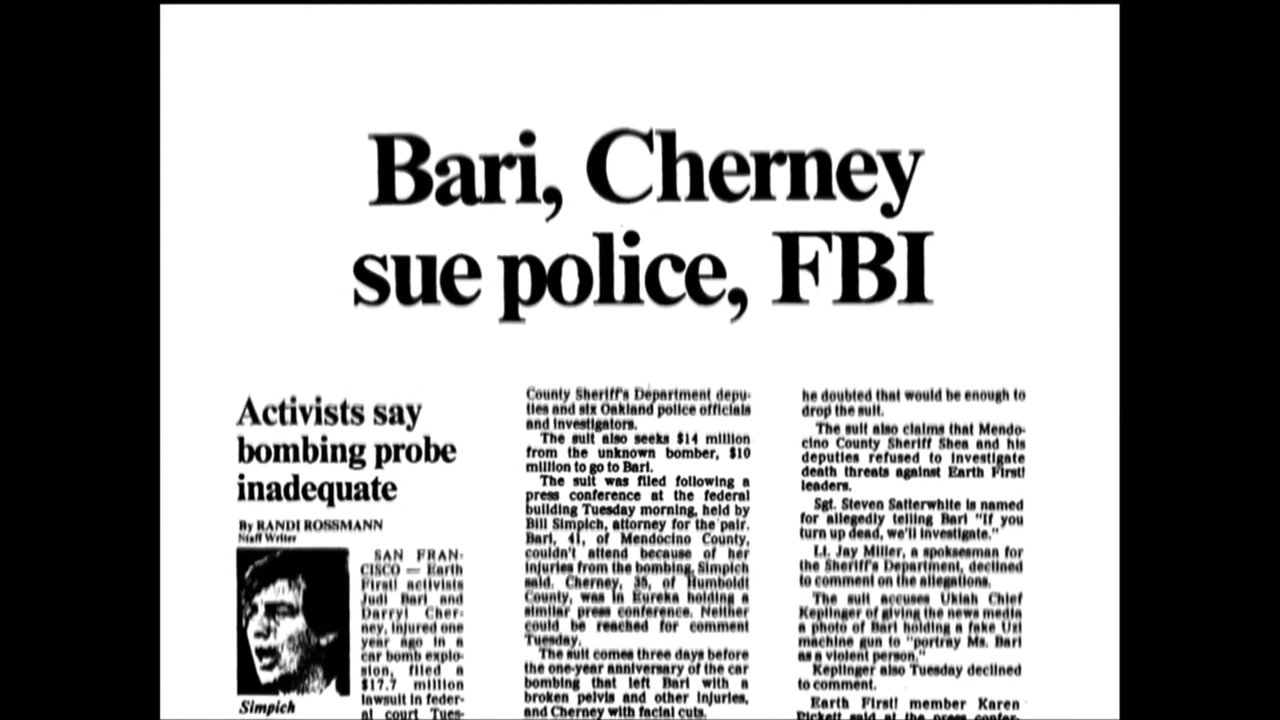 Bari, Cherney
sue police, FBI
Activists say
bombing probe
inadequate
By RANDI ROSSMANN
Staff Writer
SAN FRAN-
CISCO — Earth
First! activists
Judi Bari and
Darryl Cher-
ney, injured one
year ago in a
car bomb explo-
sion, filed a
$17.7 million
lawsuit in feder-
al court Tues-
Simpich
County Sheriff's Department depu-
ties and six Oakland police officials
and investigators.
The suit also seeks $14 million
from the unknown bomber, $10
million to go to Bari.
The suit was filed following a
press conference at the federal
building Tuesday morning, held by
Bill Simpich, attorney for the pair.
Bari, 41, of Mendocino County,
couldn't attend because of her
injuries from the bombing, Simpich
said. Cherney, 35, of Humboldt
County, was in Eureka holding a
similar press conference. Neither
could be reached for comment
Tuesday.
The suit comes three days before
the one-year anniversary of the car
bombing that left Bari with a
broken pelvis and other injuries,
and Cherney with facial cuts.
he doubted that would be enough to
drop the suit.
The suit also claims that Mendo-
cino County Sheriff Shea and his
deputies refused to investigate
death threats against Earth First!
leaders.
Sgt. Steven Satterwhite is named
for allegedly telling Bari "If you
turn up dead, we'll investigate."
Lt. Jay Miller, a spokesman for
the Sheriff's Department, declined
to comment on the allegations.
The suit accuses Ukiah Chief
Keplinger of giving the news media
a photo of Bari holding a fake Uzi
machine gun to "portray Ms. Bari
as a violent person."
Keplinger also Tuesday declined
to comment.
Earth First! member Karen
Pickett said at the press confer-